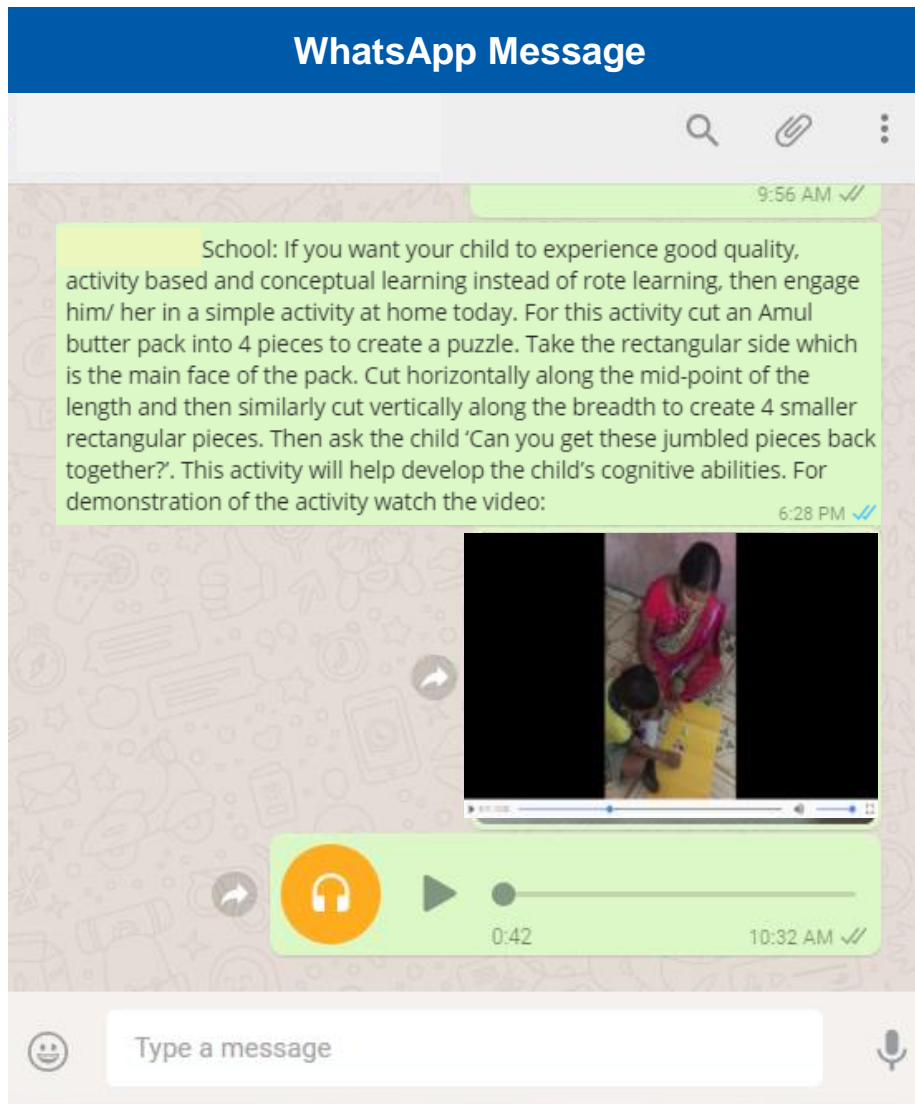 WhatsApp Message
9:56 AM
School: If you want your child to experience good quality,
activity based and conceptual learning instead of rote learning, then engage
him/ her in a simple activity at home today. For this activity cut an Amul
butter pack into 4 pieces to create a puzzle. Take the rectangular side which
is the main face of the pack. Cut horizontally along the mid-point of the
length and then similarly cut vertically along the breadth to create 4 smaller
rectangular pieces. Then ask the child ‘Can you get these jumbled pieces back
together?’. This activity will help develop the child’s cognitive abilities. For
demonstration of the activity watch the video:
6:28 PM
0:42
10:32 AM
Type a message